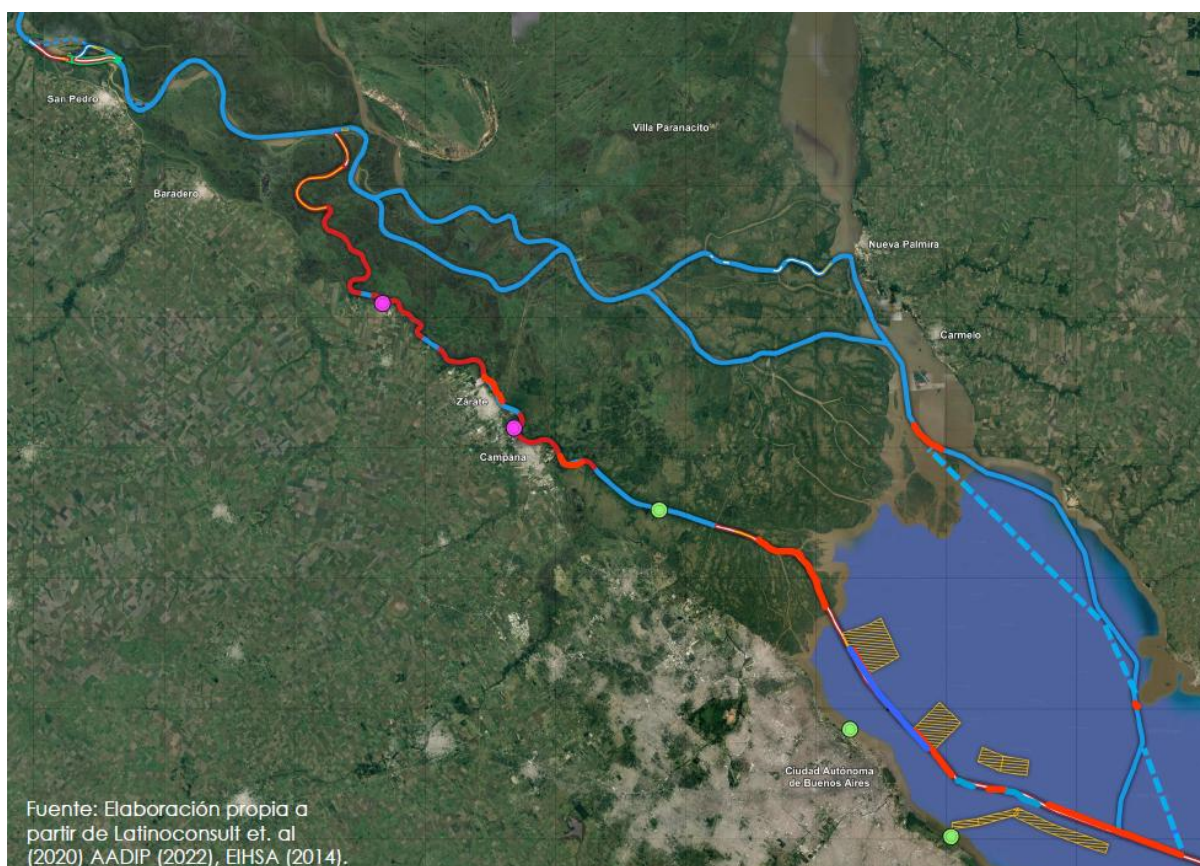 San Pedro
Villa Paranacito
Baradero
Nueva Palmira
Carmelo
Zárate
Campana
Ciudad Autónoma
de Buenos Aires
Fuente: Elaboración propia a
partir de Latinoconsult et. al
(2020) AADIP (2022), EIHSA (2014).